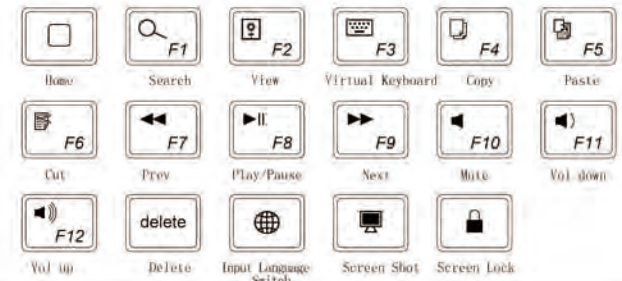 F1 F2 F3 F4 F5
Home Search View Virtual Keyboard Copy Paste
F6 F7 F8 F9 F10 F11
Cut Prev Play/Pause Next Mute Vol down
F12 delete
Vol up Delete Input Language Screen Shot Screen Lock
Switch